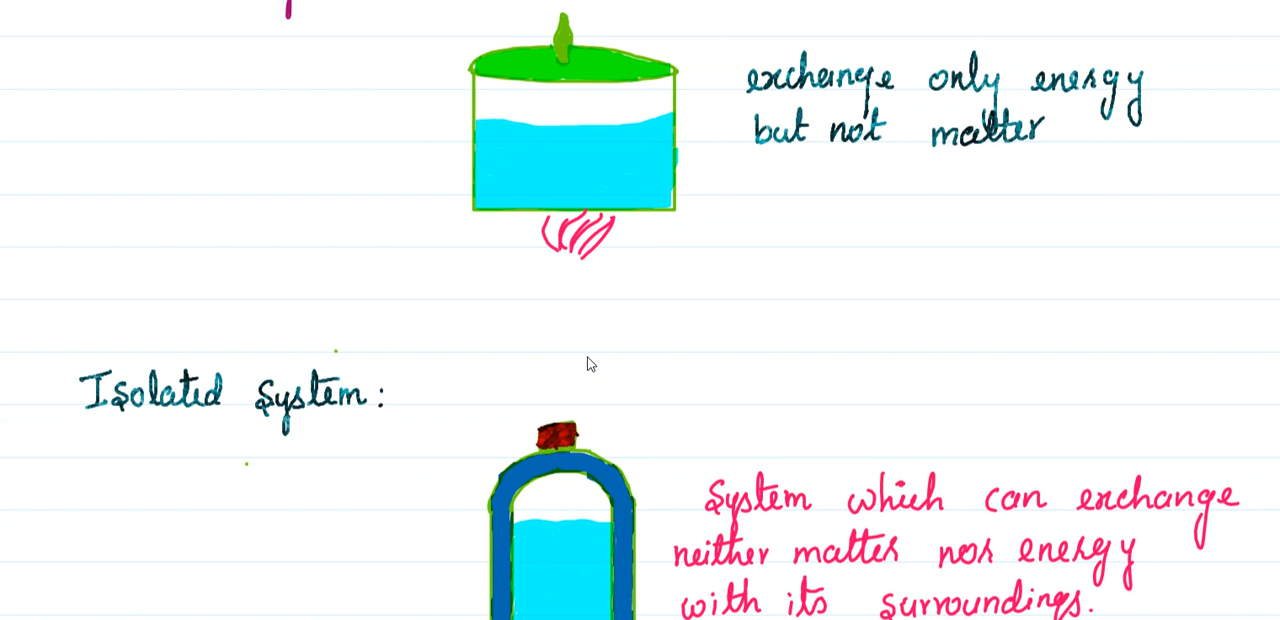 exchange only energy
but not matter
Isolated System:
System which can exchange
neither matter nor energy
with its surroundings.